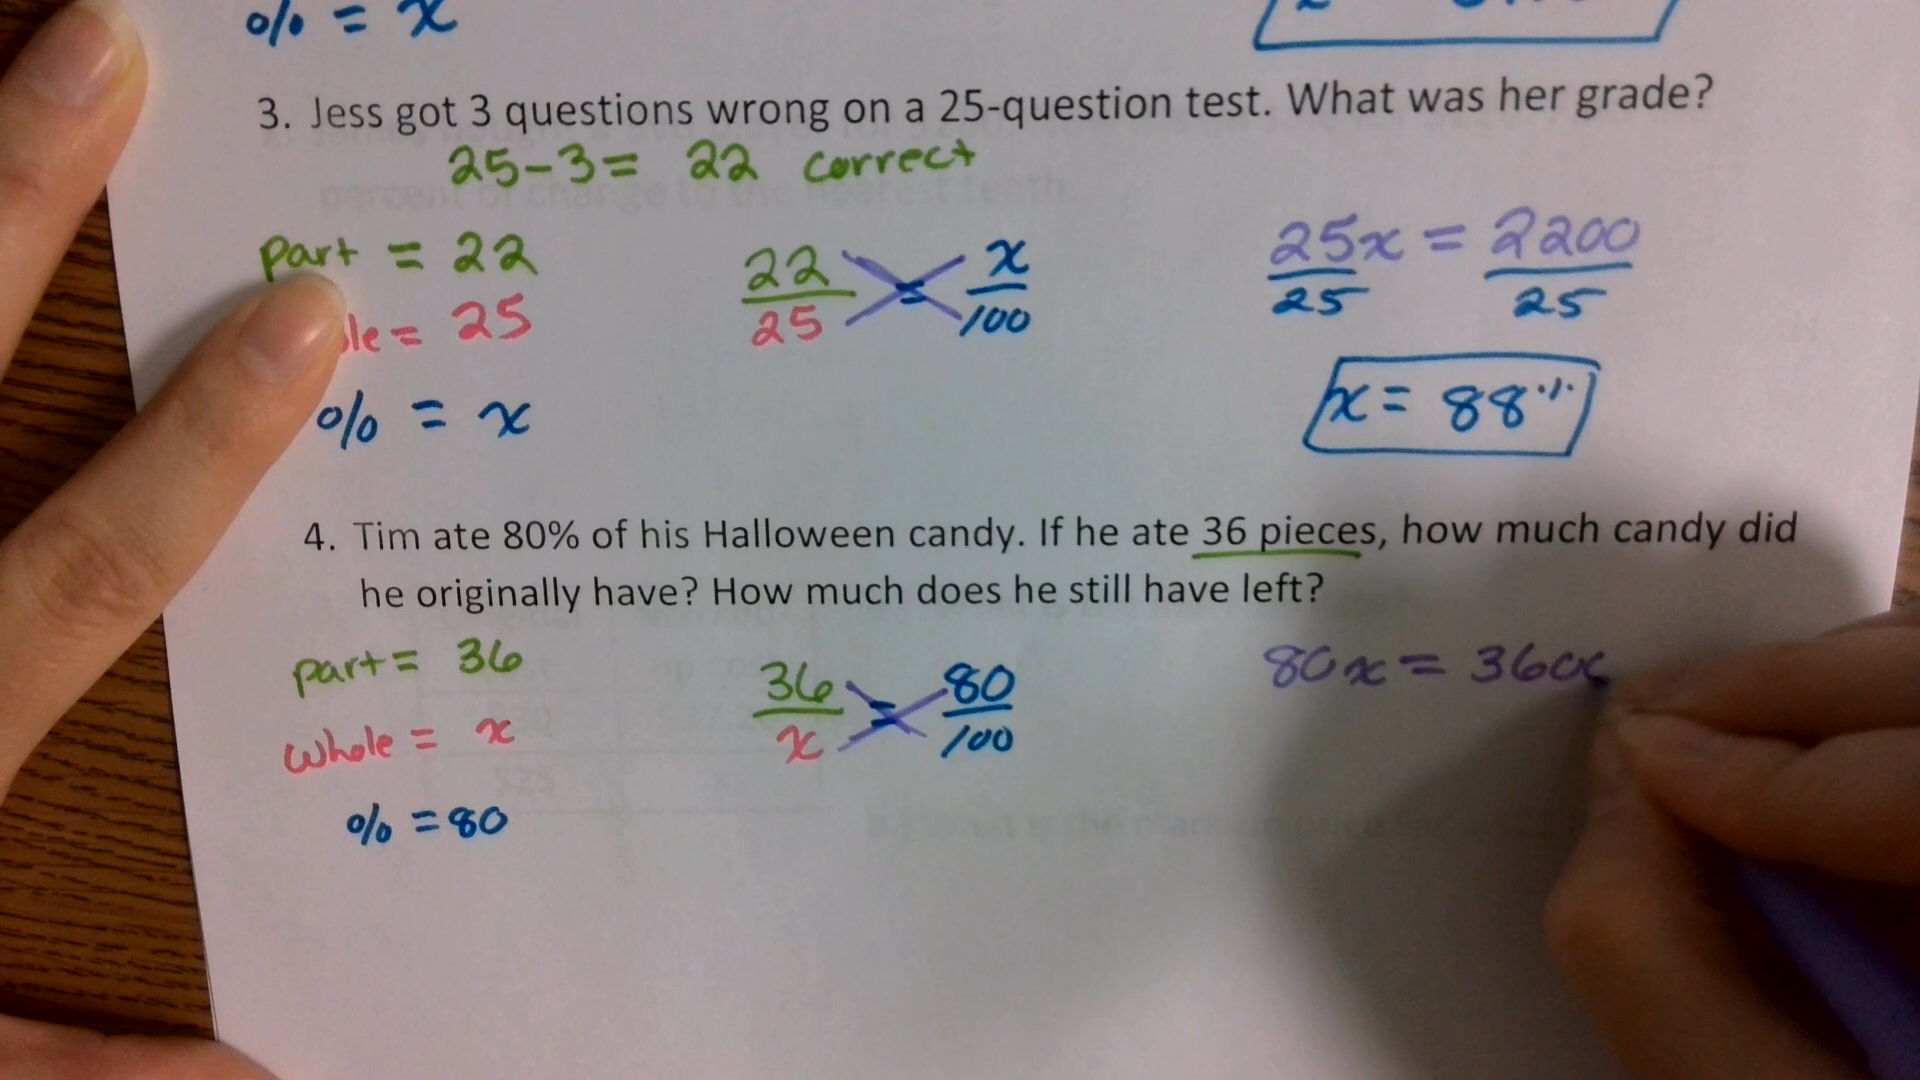 % = x
3. Jess got 3 questions wrong on a 25-question test. What was her grade?
25-3= 22 correct
part = 22
25
% = x
22/25 = x/100
25x = 2200
25 25
x = 88%
4. Tim ate 80% of his Halloween candy. If he ate 36 pieces, how much candy did
he originally have? How much does he still have left?
part = 36
whole = x
% = 80
36/x = 80/100
80x = 3600